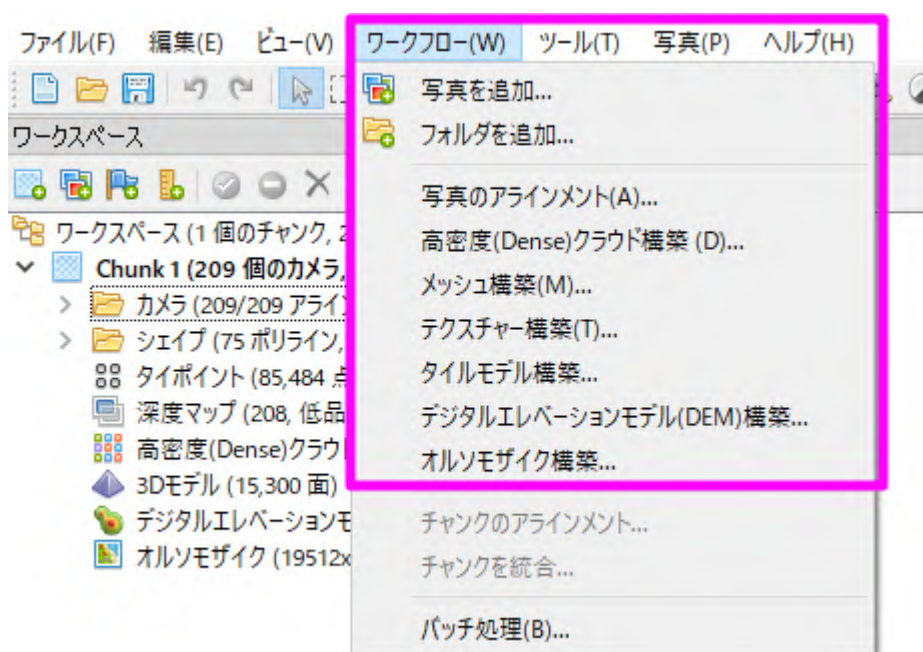 ファイル(F) 編集(E) ビュー(V) ワークフロー(W) ツール(T) 写真(P) ヘルプ(H)
写真を追加...
フォルダを追加...
ワークスペース
写真のアラインメント(A)...
高密度(Dense)クラウド構築 (D)...
メッシュ構築(M)...
テクスチャー構築(T)...
タイルモデル構築...
デジタルエレベーションモデル(DEM)構築...
オルソモザイク構築...
チャンクのアラインメント...
チャンクを統合...
バッチ処理(B)...
ワークスペース (1 個のチャンク, 2
Chunk 1 (209 個のカメラ,
カメラ (209/209 アライ
シェイプ (75 ポリライン,
タイポイント (85,484 点
深度マップ (208, 低品
高密度(Dense)クラウ
3Dモデル (15,300 面)
デジタルエレベーションモ
オルソモザイク (19512x